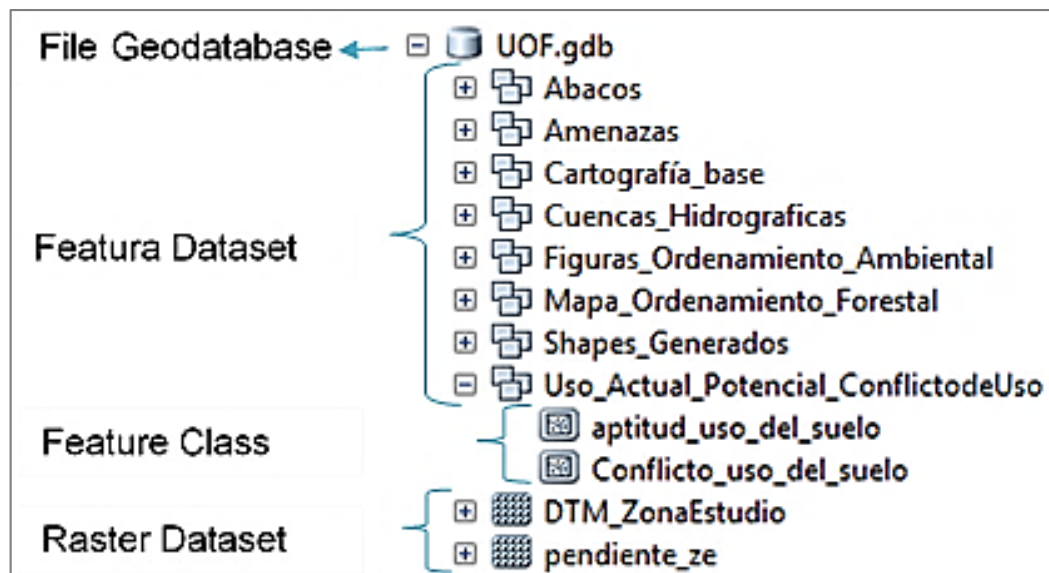 File Geodatabase UOF.gdb
Abacos
Amenazas
Cartografía_base
Cuencas_Hidrograficas
Featura Dataset
Figuras_Ordenamiento_Ambiental
Mapa_Ordenamiento_Forestal
Shapes_Generados
Uso_Actual_Potencial_ConflictodeUso
Feature Class
aptitud_uso_del_suelo
Conflicto_uso_del_suelo
Raster Dataset
DTM_ZonaEstudio
pendiente_ze